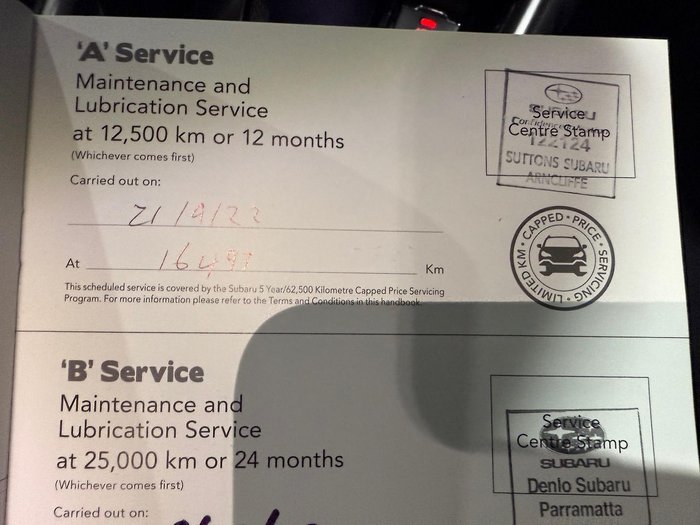 'A' Service
Maintenance and
Lubrication Service
at 12,500 km or 12 months
(Whichever comes first)
Carried out on:
21/9/22
At Km
This scheduled service is covered by the Subaru 5 Year/62,500 Kilometre Capped Price Servicing
Program. For more information please refer to the Terms and Conditions in this handbook.
SUBARU
Service
Centre Stamp
122124
SUTTONS SUBARU
ARNCLIFFE
CAPPED • PRICE • SERVICING • LIMITED KM •
'B' Service
Maintenance and
Lubrication Service
at 25,000 km or 24 months
(Whichever comes first)
Carried out on:
Service
Centre Stamp
SUBARU
Denlo Subaru
Parramatta